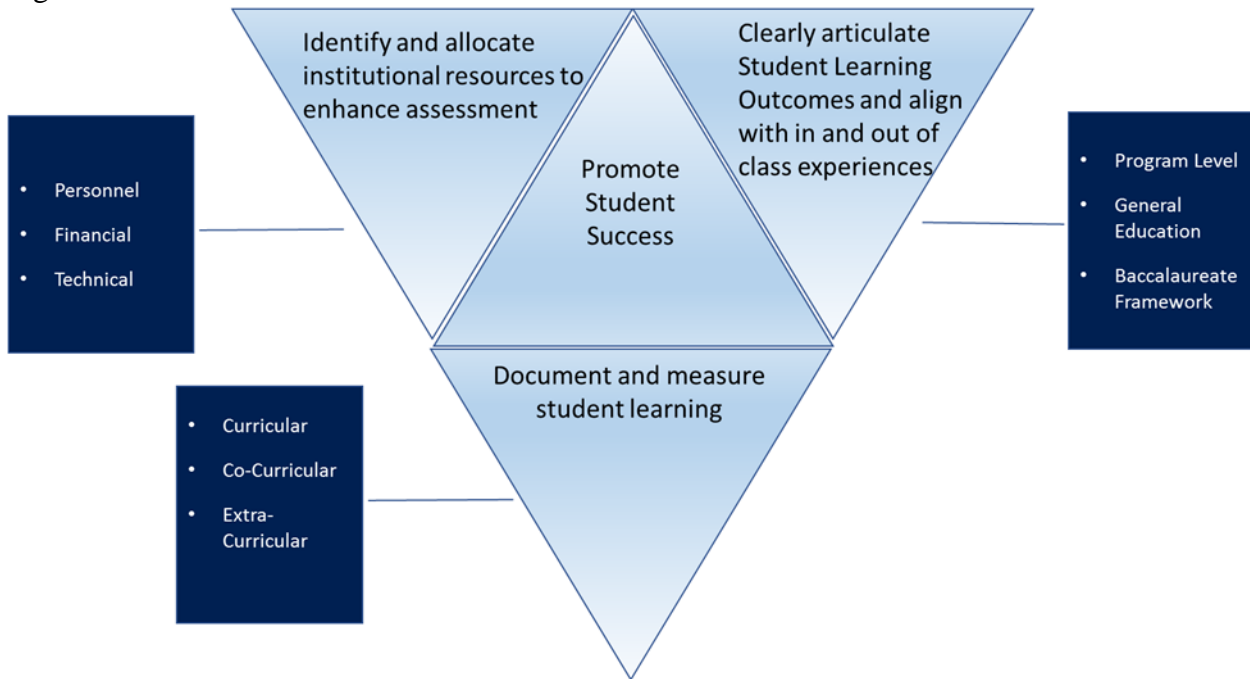 Identify and allocate
institutional resources to
enhance assessment
Clearly articulate
Student Learning
Outcomes and align
with in and out of
class experiences
Promote
Student
Success
• Personnel
• Financial
• Technical
• Program Level
• General
Education
• Baccalaureate
Framework
Document and measure
student learning
• Curricular
• Co-Curricular
• Extra-
Curricular